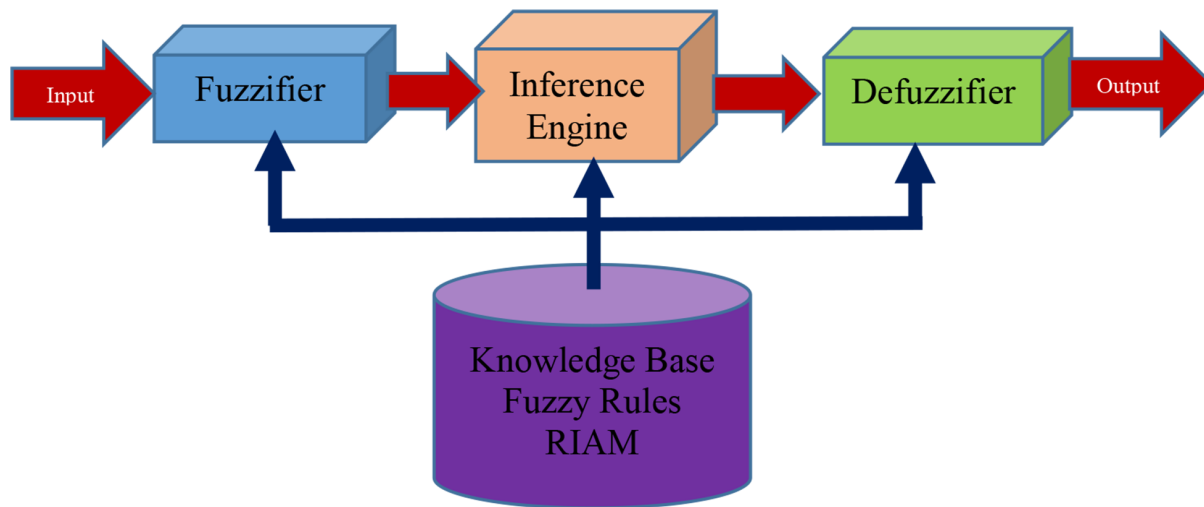 Input
Fuzzifier
Inference
Engine
Defuzzifier
Output
Knowledge Base
Fuzzy Rules
RIAM